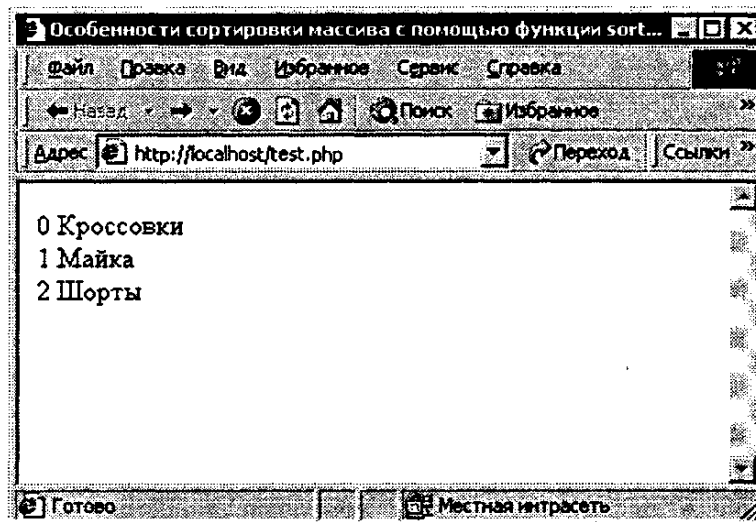 Особенности сортировки массива с помощью функции sort...
Файл Правка Вид Избранное Сервис Справка
Назад Поиск Избранное »
Адрес http://localhost/test.php Переход Ссылки »
0 Кроссовки
1 Майка
2 Шорты
Готово Местная интрасеть